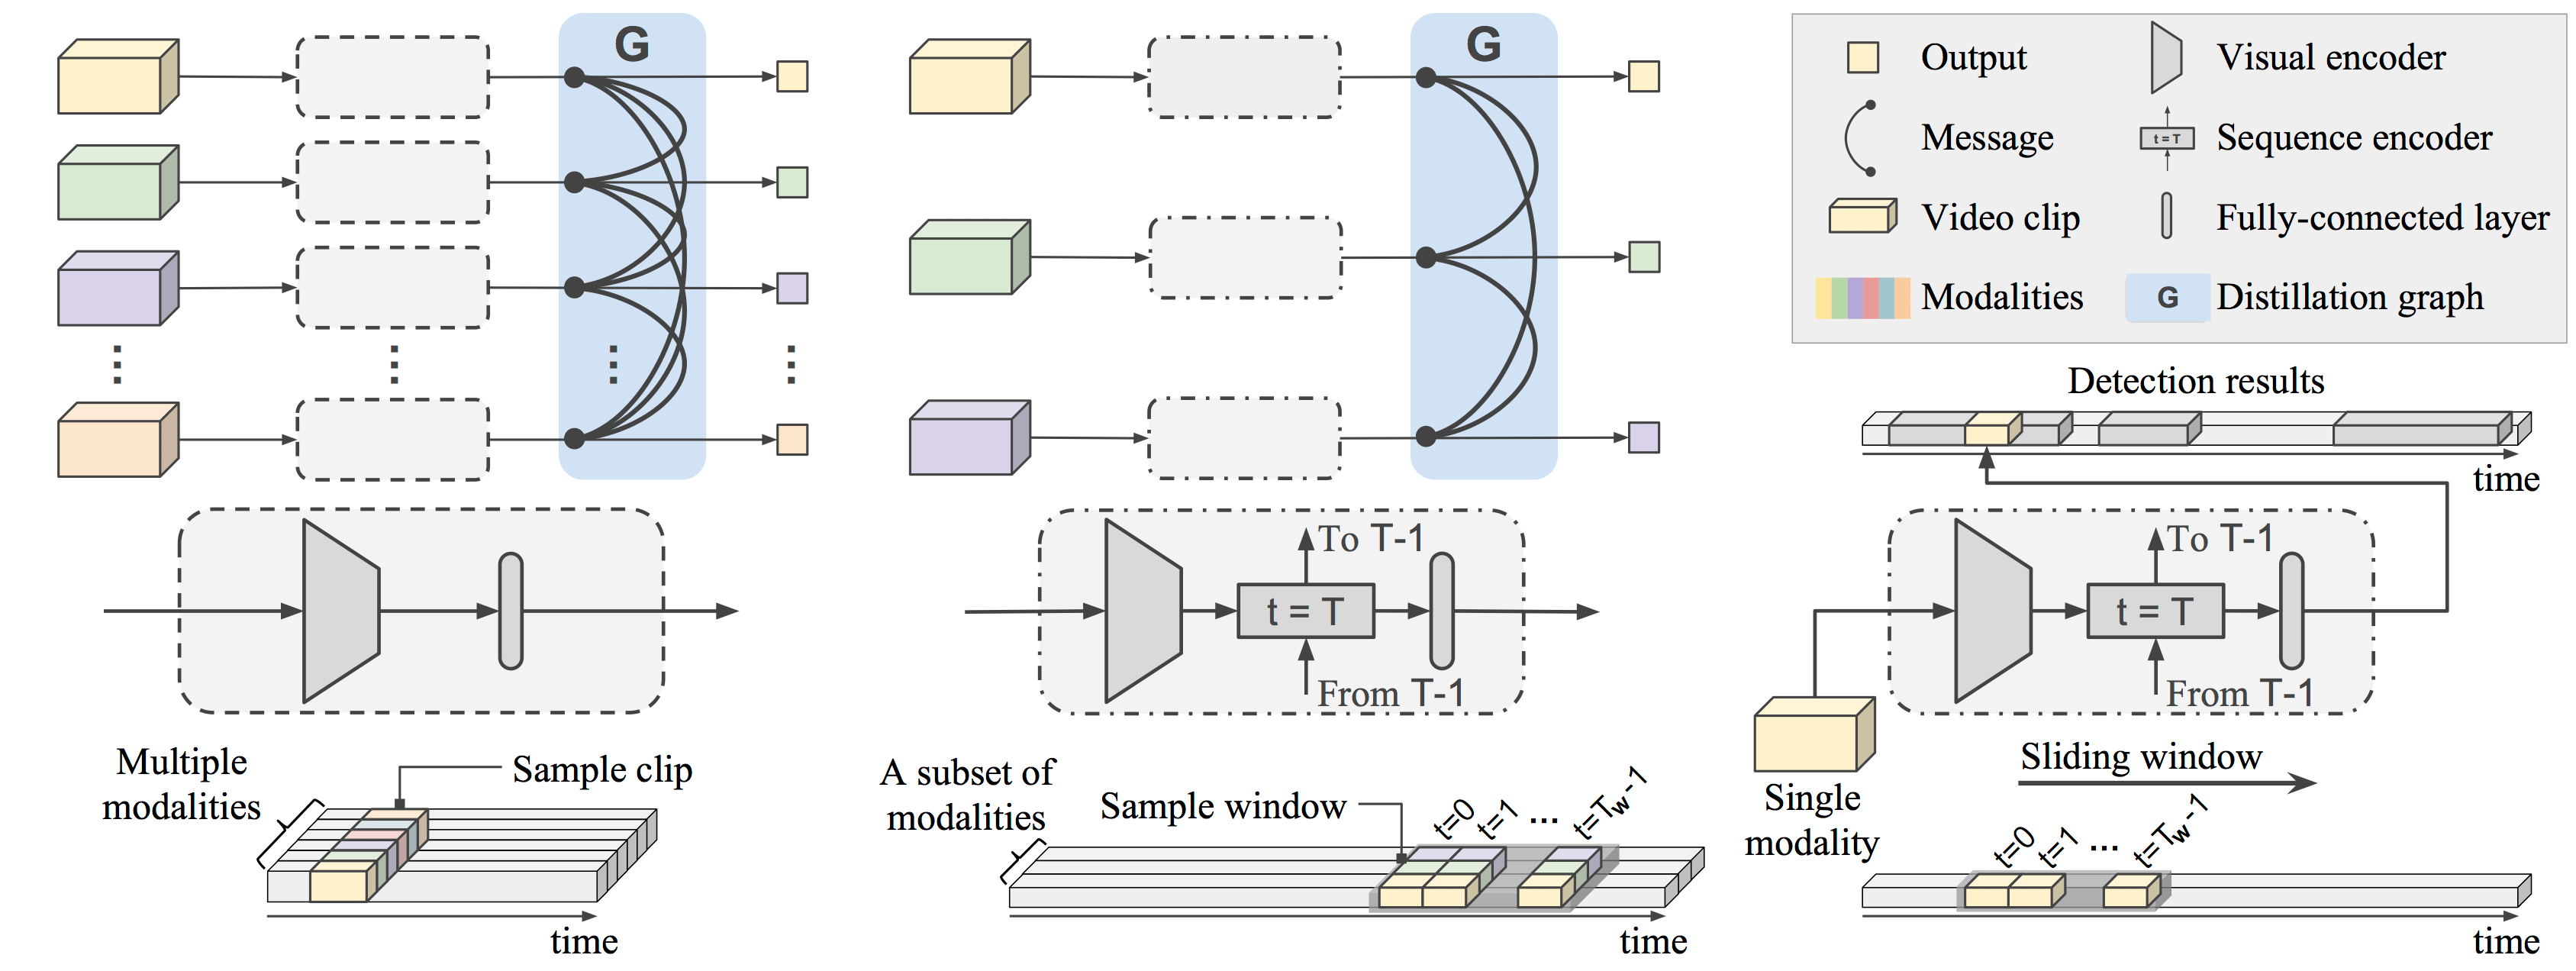 G
Multiple
modalities
Sample clip
time
G
To T-1
t = T
From T-1
A subset of
modalities
Sample window
t=0
t=1
...
t=Tw-1
time
Output
Visual encoder
Message
t = T
Sequence encoder
Video clip
Fully-connected layer
Modalities
G
Distillation graph
Detection results
time
To T-1
t = T
From T-1
Single
modality
Sliding window
t=0
t=1
...
t=Tw-1
time